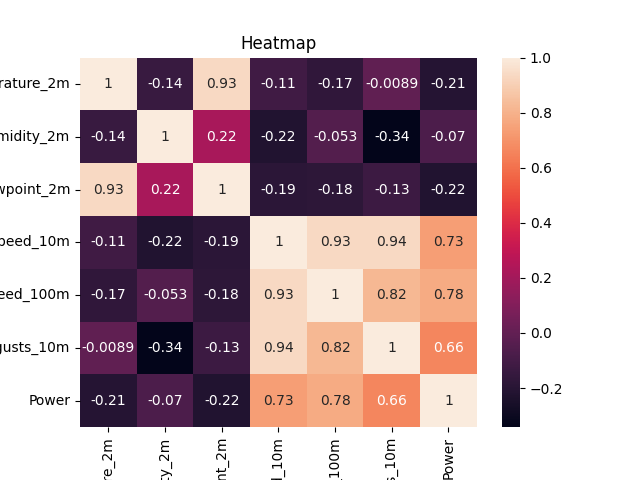 Heatmap
rature_2m 1 -0.14 0.93 -0.11 -0.17 -0.0089 -0.21
midity_2m -0.14 1 0.22 -0.22 -0.053 -0.34 -0.07
wpoint_2m 0.93 0.22 1 -0.19 -0.18 -0.13 -0.22
peed_10m -0.11 -0.22 -0.19 1 0.93 0.94 0.73
eed_100m -0.17 -0.053 -0.18 0.93 1 0.82 0.78
gusts_10m -0.0089 -0.34 -0.13 0.94 0.82 1 0.66
Power -0.21 -0.07 -0.22 0.73 0.78 0.66 1
re_2m
ty_2m
nt_2m
d_10m
_100m
s_10m
Power
1.0
0.8
0.6
0.4
0.2
0.0
−0.2